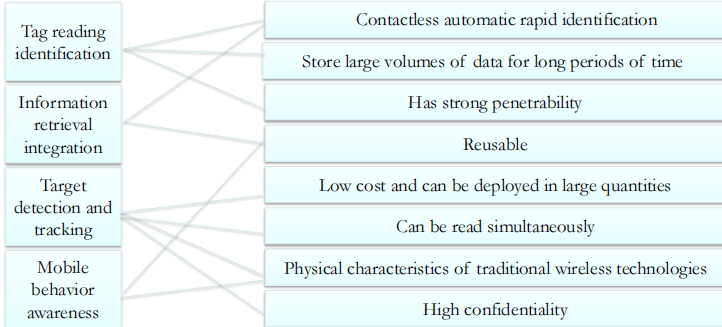 Tag reading
identification
Information
retrieval
integration
Target
detection and
tracking
Mobile
behavior
awareness
Contactless automatic rapid identification
Store large volumes of data for long periods of time
Has strong penetrability
Reusable
Low cost and can be deployed in large quantities
Can be read simultaneously
Physical characteristics of traditional wireless technologies
High confidentiality